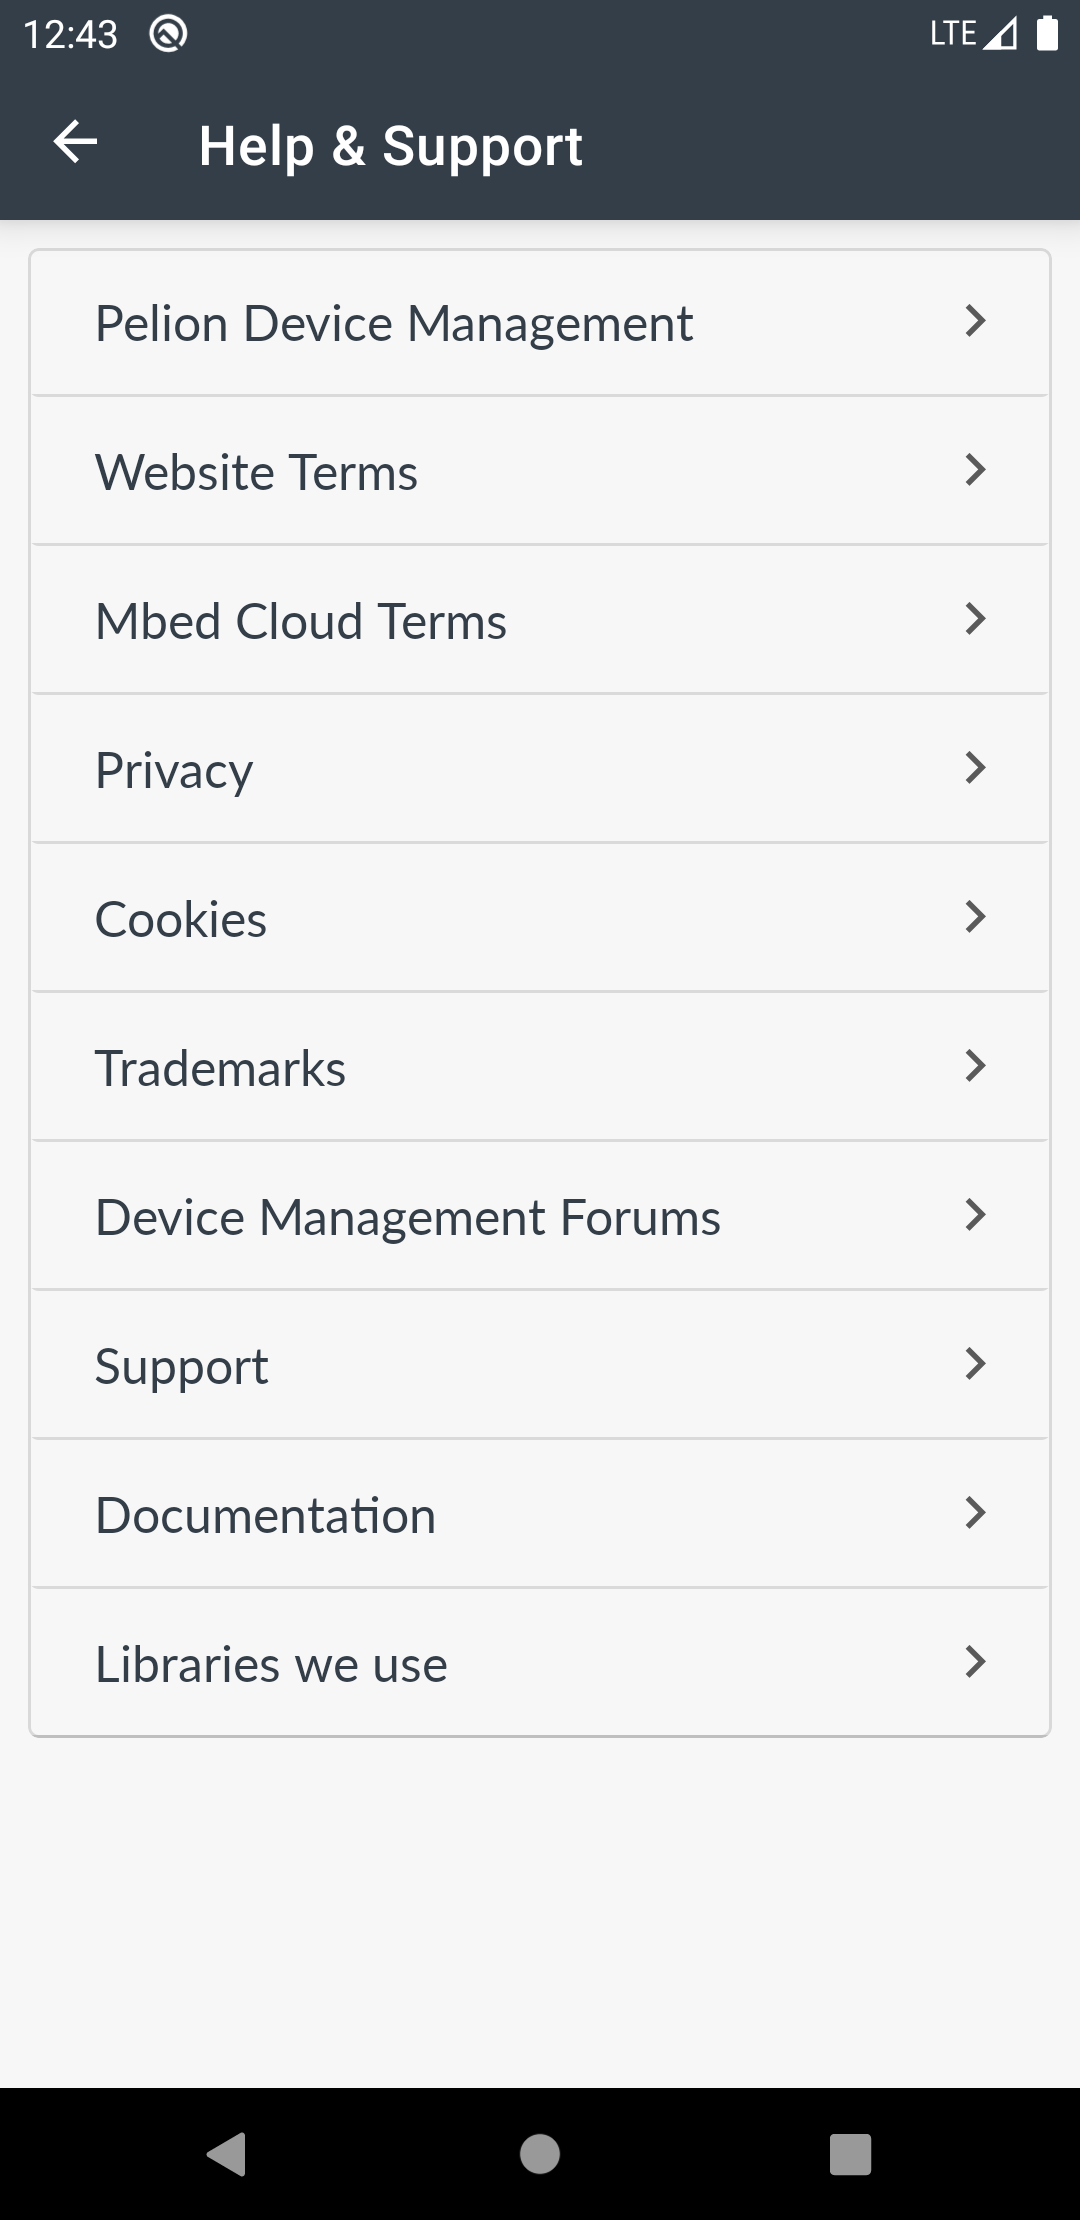 12:43
LTE
Help & Support
Pelion Device Management
Website Terms
Mbed Cloud Terms
Privacy
Cookies
Trademarks
Device Management Forums
Support
Documentation
Libraries we use